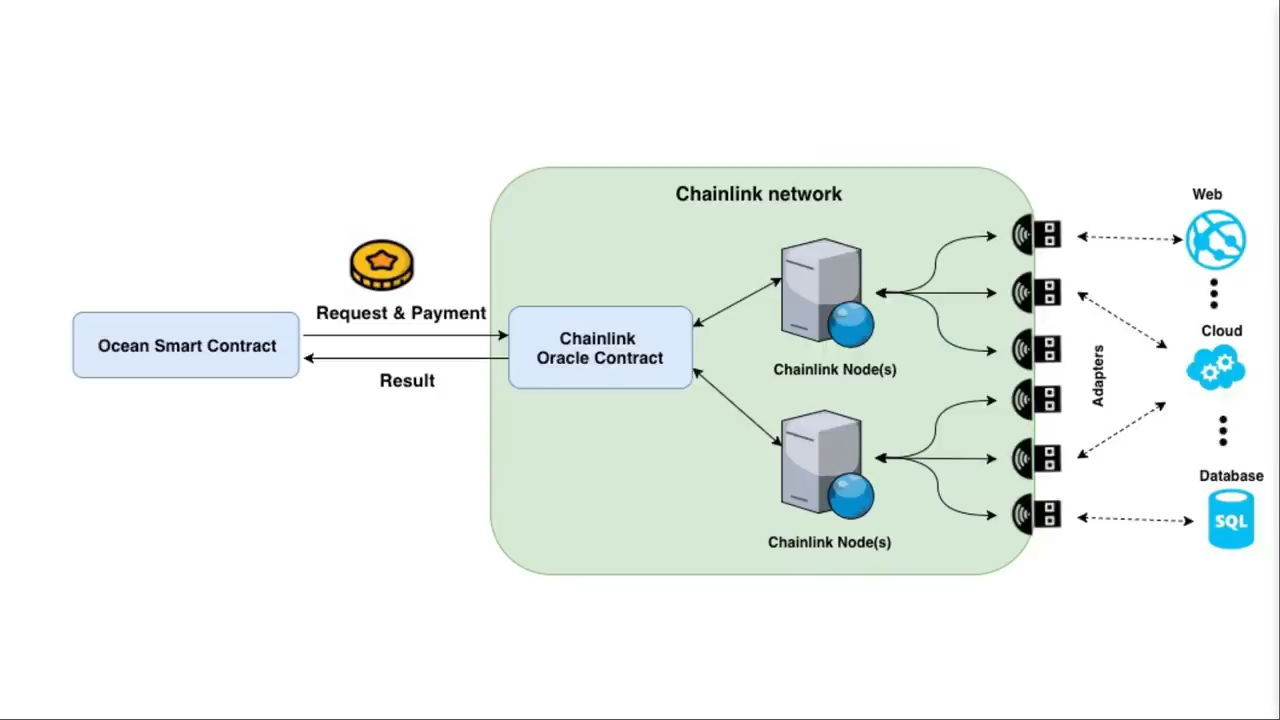 Chainlink network
Web
Request & Payment
Ocean Smart Contract
Chainlink
Oracle Contract
Result
Chainlink Node(s)
Adapters
Cloud
Database
SQL
Chainlink Node(s)